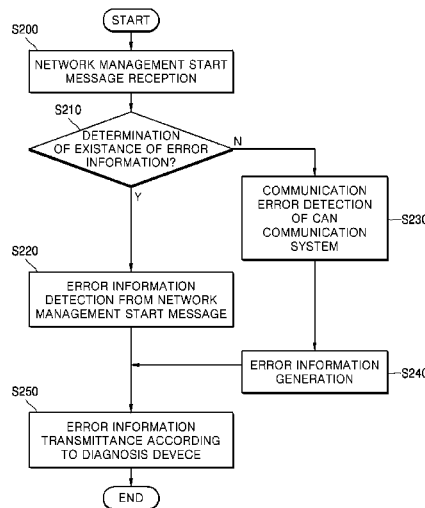 START
S200
NETWORK MANAGEMENT START
MESSAGE RECEPTION
S210
DETERMINATION
OF EXISTANCE OF ERROR
INFORMATION?
N
Y
COMMUNICATION
ERROR DETECTION
OF CAN
COMMUNICATION
SYSTEM
S230
S220
ERROR INFORMATION
DETECTION FROM NETWORK
MANAGEMENT START MESSAGE
ERROR INFORMATION
GENERATION
S240
S250
ERROR INFORMATION
TRANSMITTANCE ACCORDING
TO DIAGNOSIS DEVECE
END